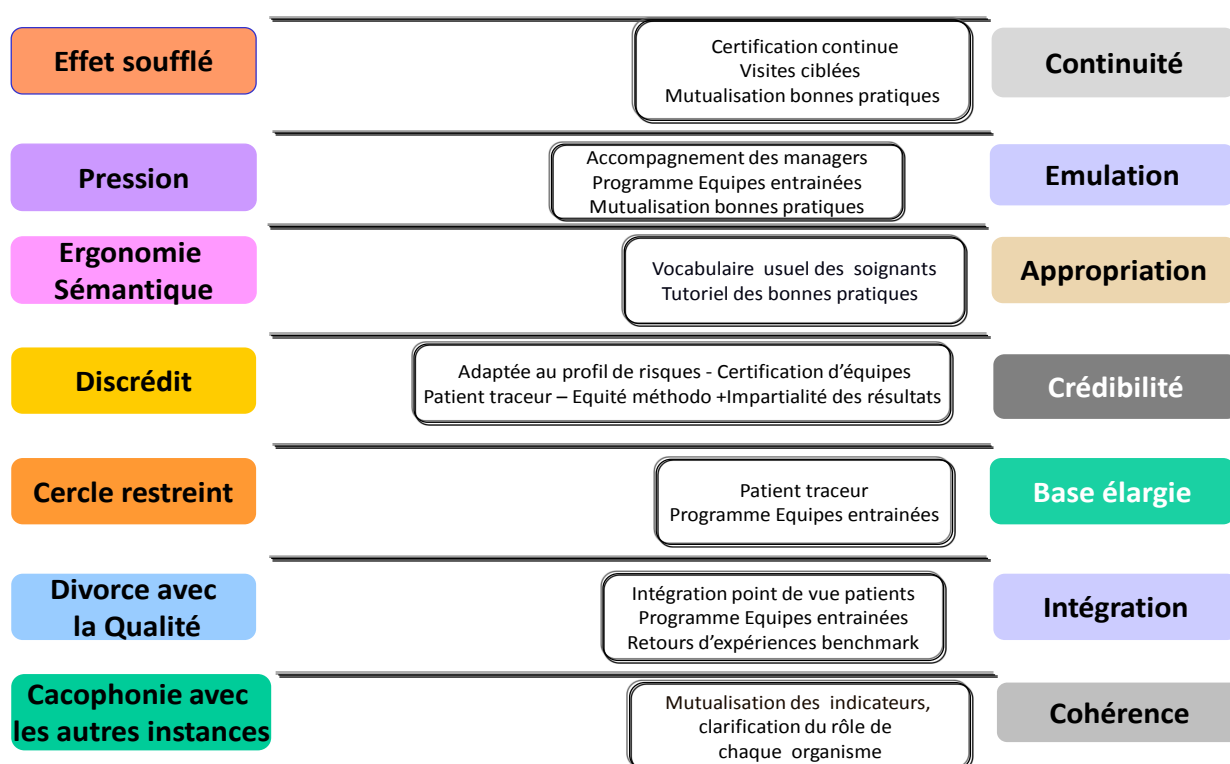 Effet soufflé
Certification continue
Visites ciblées
Mutualisation bonnes pratiques
Continuité
Pression
Accompagnement des managers
Programme Equipes entrainées
Mutualisation bonnes pratiques
Emulation
Ergonomie
Sémantique
Vocabulaire usuel des soignants
Tutoriel des bonnes pratiques
Appropriation
Discrédit
Adaptée au profil de risques - Certification d’équipes
Patient traceur – Equité méthodo +Impartialité des résultats
Crédibilité
Cercle restreint
Patient traceur
Programme Equipes entrainées
Base élargie
Divorce avec
la Qualité
Intégration point de vue patients
Programme Equipes entrainées
Retours d’expériences benchmark
Intégration
Cacophonie avec
les autres instances
Mutualisation des indicateurs,
clarification du rôle de
chaque organisme
Cohérence